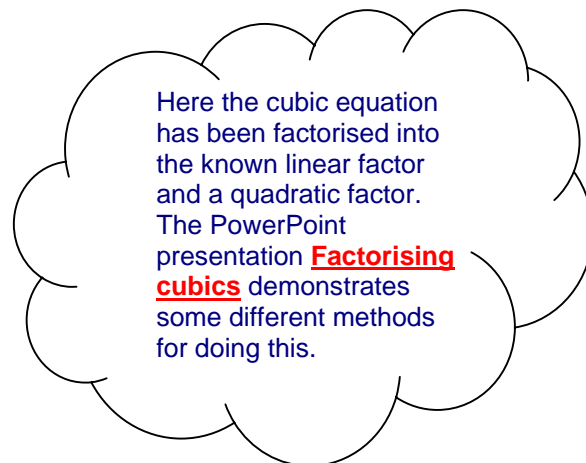 Here the cubic equation
has been factorised into
the known linear factor
and a quadratic factor.
The PowerPoint
presentation Factorising
cubics demonstrates
some different methods
for doing this.